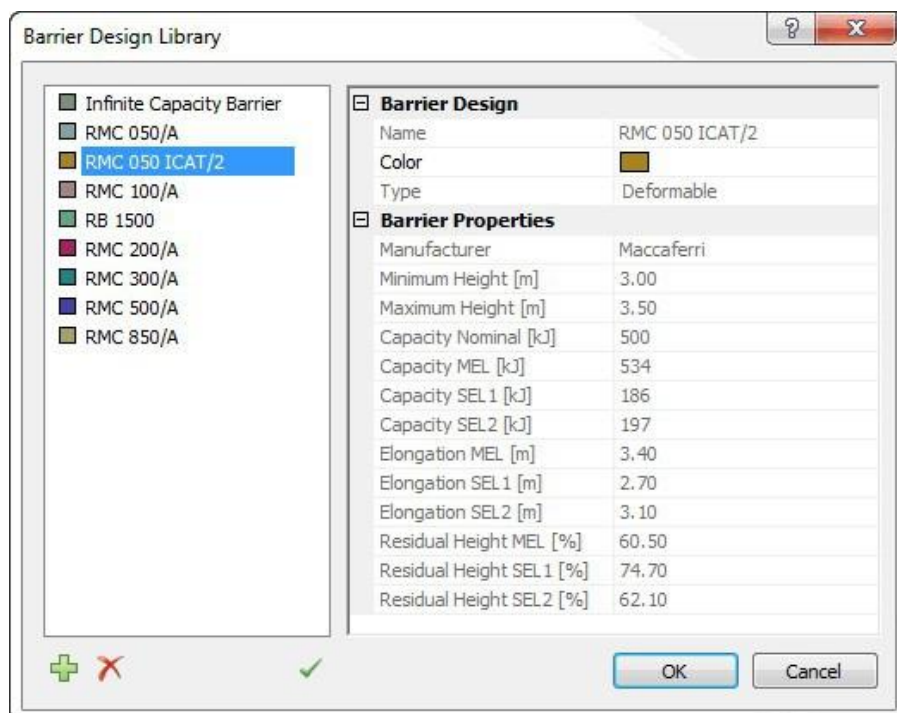 Barrier Design Library
Infinite Capacity Barrier
RMC 050/A
RMC 050 ICAT/2
RMC 100/A
RB 1500
RMC 200/A
RMC 300/A
RMC 500/A
RMC 850/A
Barrier Design
Name RMC 050 ICAT/2
Color
Type Deformable
Barrier Properties
Manufacturer Maccaferri
Minimum Height [m] 3.00
Maximum Height [m] 3.50
Capacity Nominal [kJ] 500
Capacity MEL [kJ] 534
Capacity SEL1 [kJ] 186
Capacity SEL2 [kJ] 197
Elongation MEL [m] 3.40
Elongation SEL1 [m] 2.70
Elongation SEL2 [m] 3.10
Residual Height MEL [%] 60.50
Residual Height SEL1 [%] 74.70
Residual Height SEL2 [%] 62.10
OK Cancel